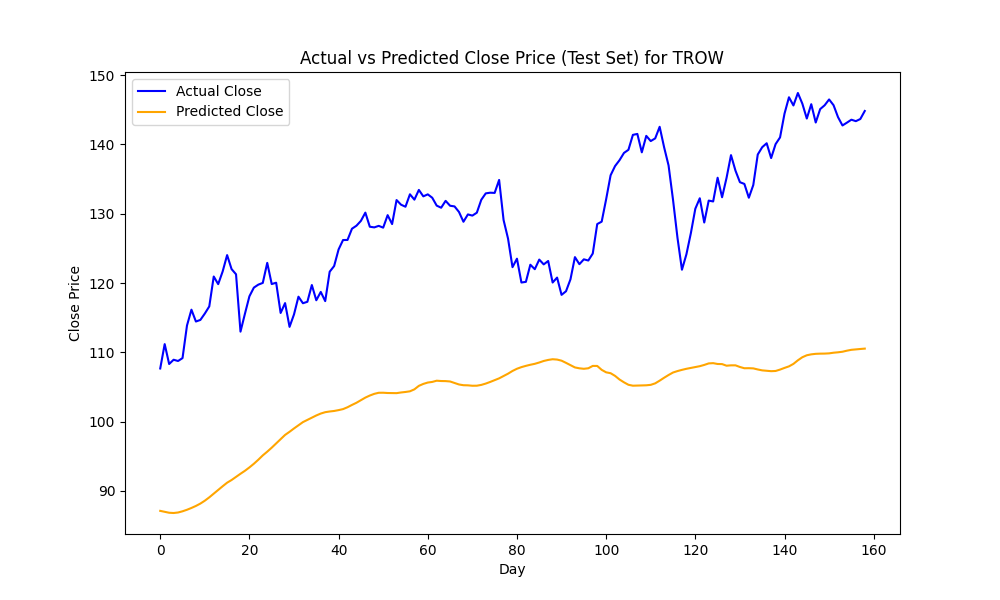 Actual vs Predicted Close Price (Test Set) for TROW
Actual Close
Predicted Close
Close Price
150
140
130
120
110
100
90
0 20 40 60 80 100 120 140 160
Day